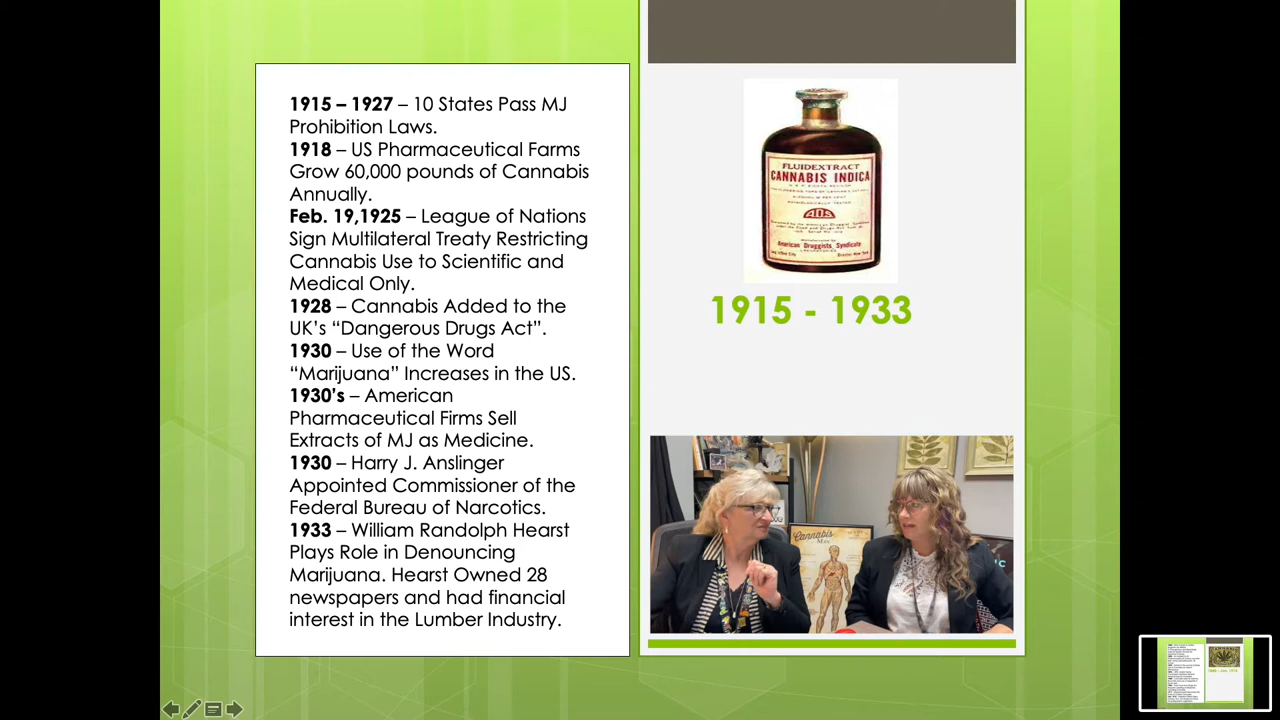 1915 – 1927 – 10 States Pass MJ
Prohibition Laws.
1918 – US Pharmaceutical Farms
Grow 60,000 pounds of Cannabis
Annually.
Feb. 19,1925 – League of Nations
Sign Multilateral Treaty Restricting
Cannabis Use to Scientific and
Medical Only.
1928 – Cannabis Added to the
UK’s “Dangerous Drugs Act”.
1930 – Use of the Word
“Marijuana” Increases in the US.
1930’s – American
Pharmaceutical Firms Sell
Extracts of MJ as Medicine.
1930 – Harry J. Anslinger
Appointed Commissioner of the
Federal Bureau of Narcotics.
1933 – William Randolph Hearst
Plays Role in Denouncing
Marijuana. Hearst Owned 28
newspapers and had financial
interest in the Lumber Industry.
FLUIDEXTRACT
CANNABIS INDICA
ADS
American Druggists Syndicate
1915 - 1933
Cannabis